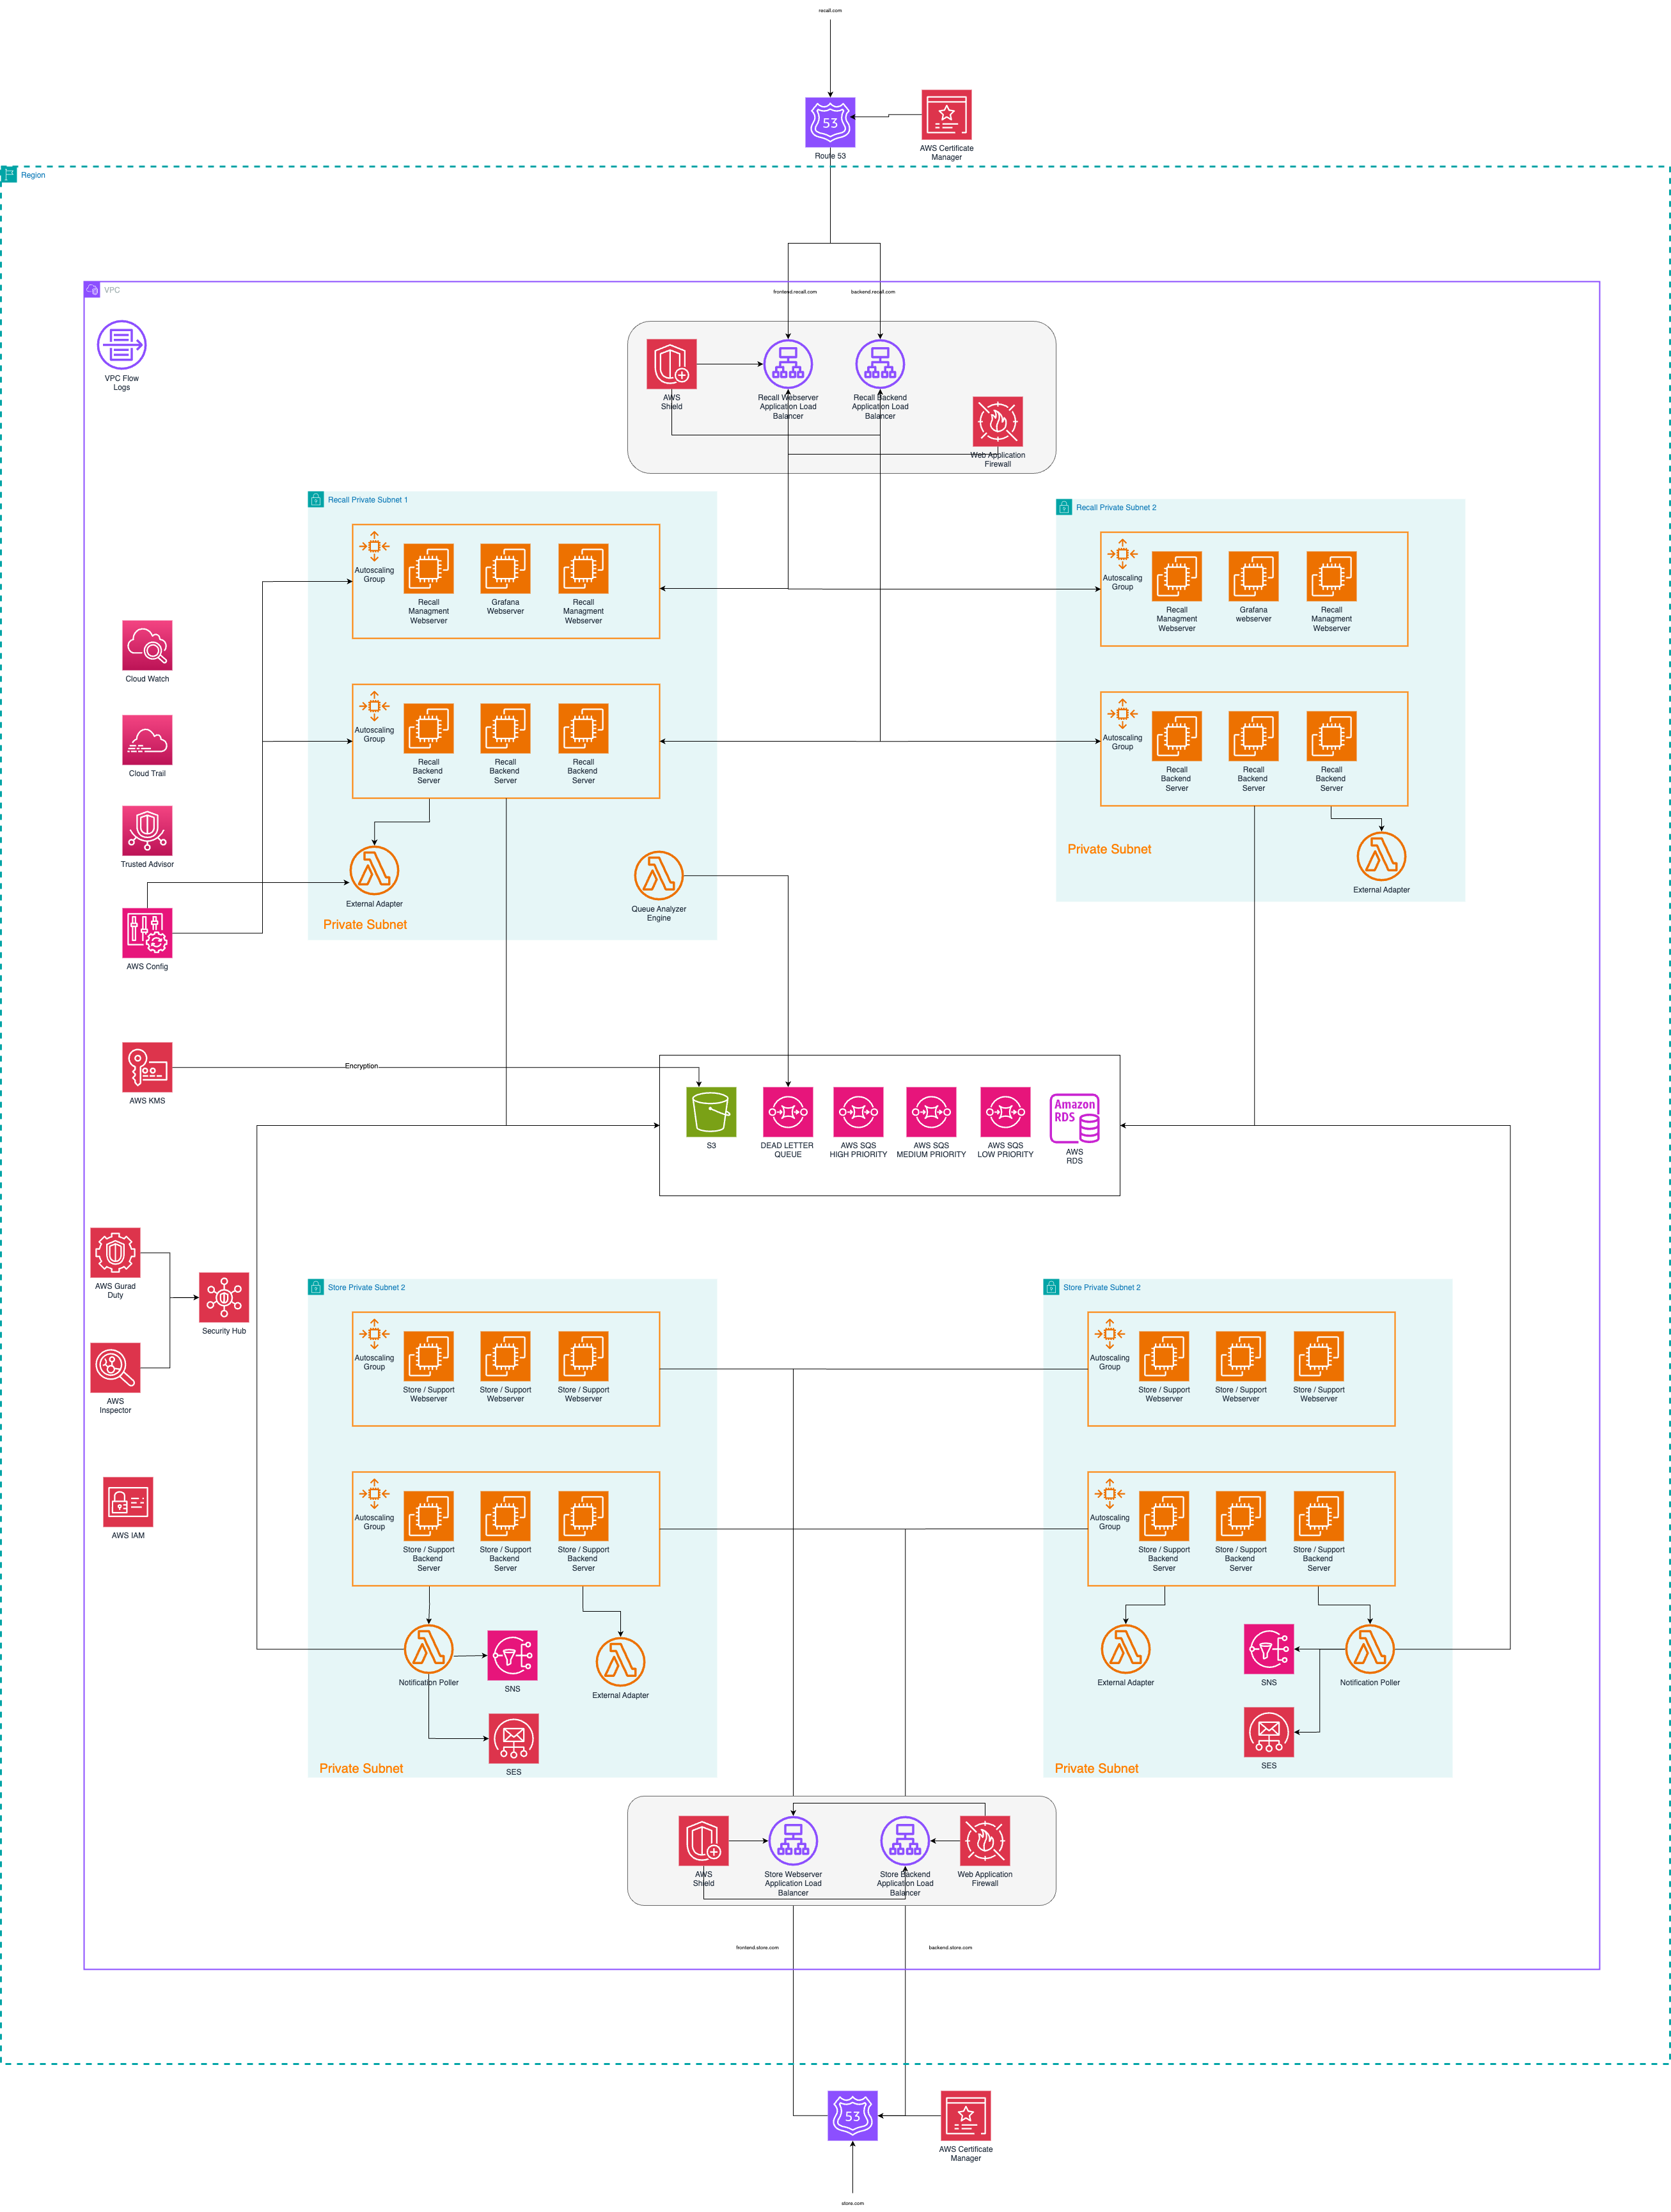 recall.com
53
Route 53
AWS Certificate
Manager
Region
VPC
frontend.recall.com
backend.recall.com
VPC Flow
Logs
AWS
Shield
Recall Webserver
Application Load
Balancer
Recall Backend
Application Load
Balancer
Web Application
Firewall
Recall Private Subnet 1
Autoscaling
Group
Recall
Managment
Webserver
Grafana
Webserver
Recall
Managment
Webserver
Recall Private Subnet 2
Autoscaling
Group
Recall
Managment
Webserver
Grafana
webserver
Recall
Managment
Webserver
Cloud Watch
Autoscaling
Group
Recall
Backend
Server
Recall
Backend
Server
Recall
Backend
Server
Autoscaling
Group
Recall
Backend
Server
Recall
Backend
Server
Recall
Backend
Server
Cloud Trail
Trusted Advisor
External Adapter
Queue Analyzer
Engine
Private Subnet
Private Subnet
External Adapter
AWS Config
Encryption
AWS KMS
S3
DEAD LETTER
QUEUE
AWS SQS
HIGH PRIORITY
AWS SQS
MEDIUM PRIORITY
AWS SQS
LOW PRIORITY
Amazon
RDS
AWS
RDS
AWS Gurad
Duty
Security Hub
AWS
Inspector
AWS IAM
Store Private Subnet 2
Autoscaling
Group
Store / Support
Webserver
Store / Support
Webserver
Store / Support
Webserver
Store Private Subnet 2
Autoscaling
Group
Store / Support
Webserver
Store / Support
Webserver
Store / Support
Webserver
Autoscaling
Group
Store / Support
Backend
Server
Store / Support
Backend
Server
Store / Support
Backend
Server
Autoscaling
Group
Store / Support
Backend
Server
Store / Support
Backend
Server
Store / Support
Backend
Server
Notification Poller
SNS
External Adapter
SES
Private Subnet
External Adapter
SNS
Notification Poller
SES
Private Subnet
AWS
Shield
Store Webserver
Application Load
Balancer
Store Backend
Application Load
Balancer
Web Application
Firewall
frontend.store.com
backend.store.com
53
AWS Certificate
Manager
store.com